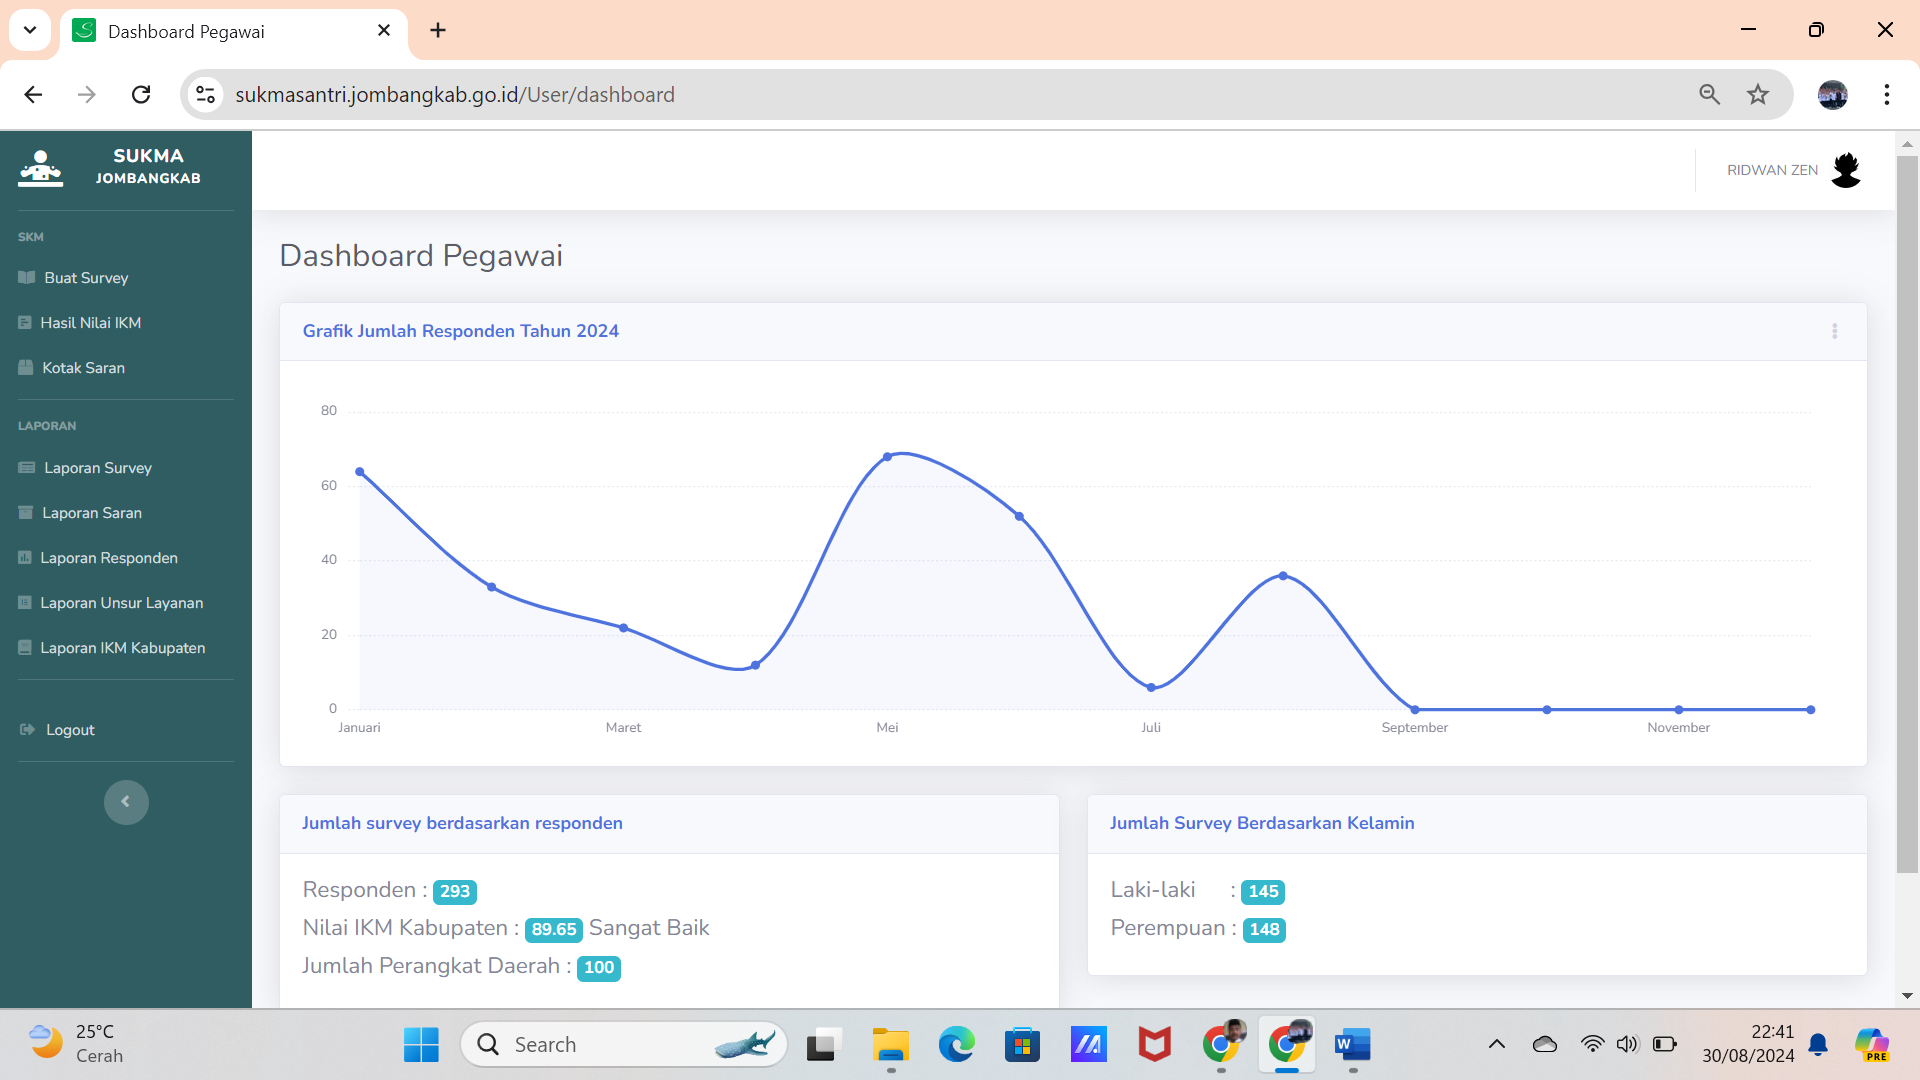 Dashboard Pegawai
sukmasantri.jombangkab.go.id/User/dashboard
SUKMA
JOMBANGKAB
RIDWAN ZEN
SKM
Buat Survey
Hasil Nilai IKM
Kotak Saran
LAPORAN
Laporan Survey
Laporan Saran
Laporan Responden
Laporan Unsur Layanan
Laporan IKM Kabupaten
Logout
Dashboard Pegawai
Grafik Jumlah Responden Tahun 2024
80
60
40
20
0
Januari Maret Mei Juli September November
Jumlah survey berdasarkan responden
Responden : 293
Nilai IKM Kabupaten : 89.65 Sangat Baik
Jumlah Perangkat Daerah : 100
Jumlah Survey Berdasarkan Kelamin
Laki-laki : 145
Perempuan : 148
25°C
Cerah
Search
W
PRE
22:41
30/08/2024